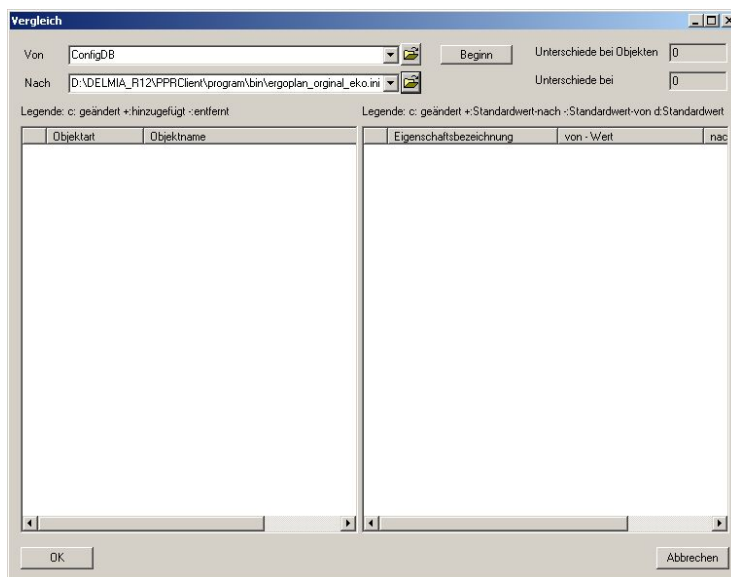 Vergleich
Von ConfigDB Beginn Unterschiede bei Objekten 0
Nach D:\DELMIA_R12\PPRClient\program\bin\ergoplan_orginal_eko.ini Unterschiede bei 0
Legende: c: geändert +:hinzugefügt -:entfernt Legende: c: geändert +:Standardwert-nach -:Standardwert-von d:Standardwert
Objektart Objektname Eigenschaftsbezeichnung von - Wert nac
OK Abbrechen